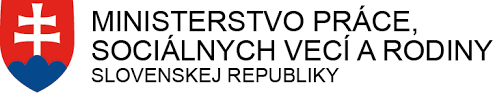 MINISTERSTVO PRÁCE,
SOCIÁLNYCH VECÍ A RODINY
SLOVENSKEJ REPUBLIKY